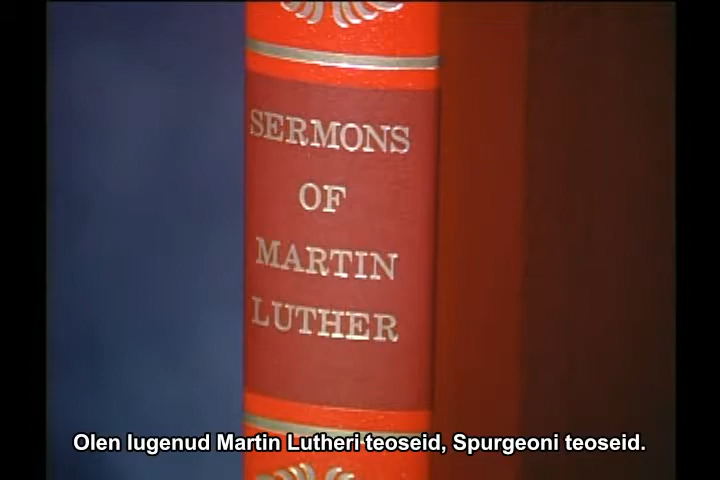 SERMONS
OF
MARTIN
LUTHER
Olen lugenud Martin Lutheri teoseid, Spurgeoni teoseid.